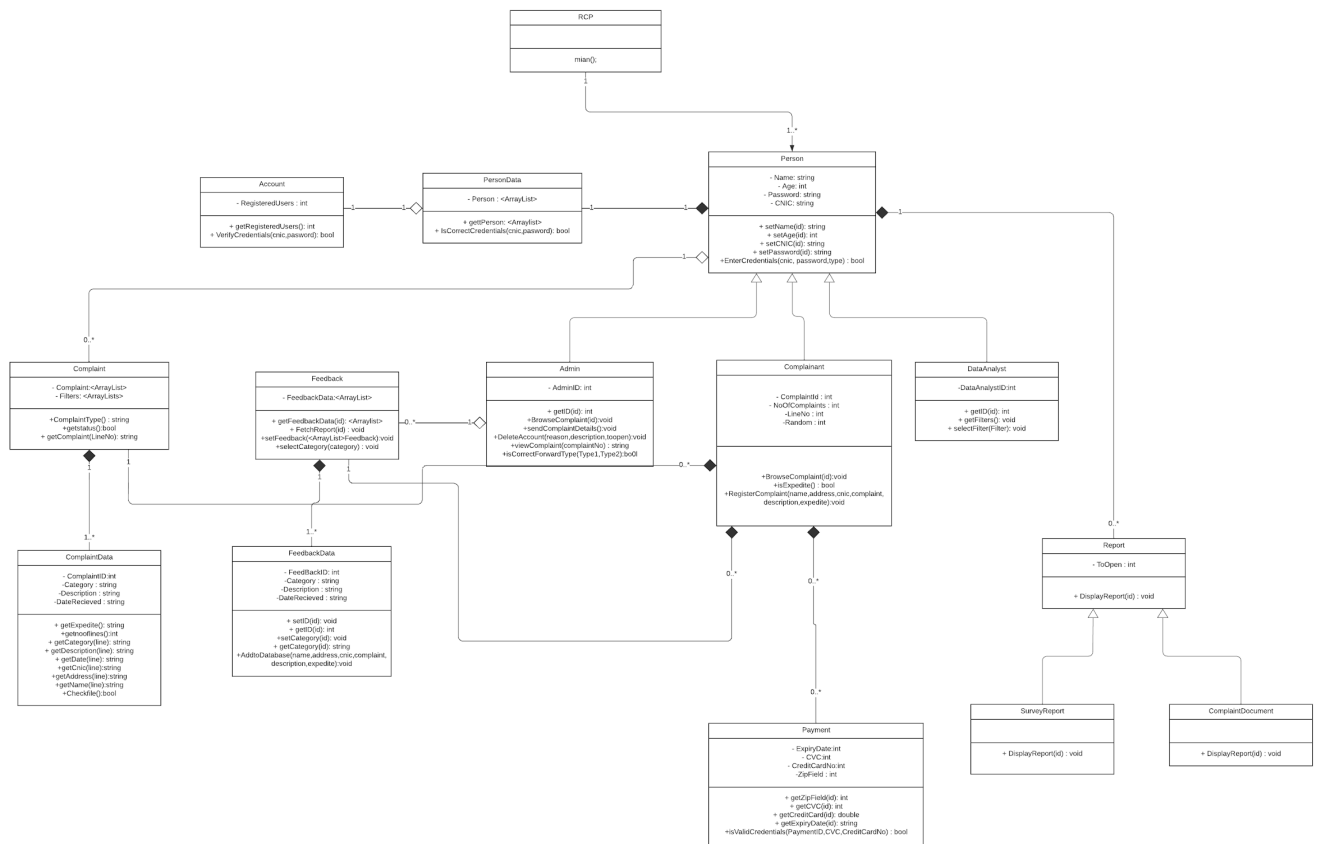 RCP
mian();
1
1..*
Person
- Name: string
- Age: int
- Password: string
- CNIC: string
+ setName(id): string
+ setAge(id): int
+ setCNIC(id): string
+ setPassword(id): string
+EnterCredentials(cnic, password,type) : bool
Account
- RegisteredUsers : int
+ getRegisteredUsers(): int
+ VerifyCredentials(cnic,pasword): bool
1
1
PersonData
- Person : <ArrayList>
+ gettPerson: <Arraylist>
+ IsCorrectCredentials(cnic,pasword): bool
1
1
1
1
0..*
0..*
Complaint
- Complaint:<ArrayList>
- Filters: <ArrayLists>
+ComplaintType() : string
+getstatus():bool
+ getComplaint(LineNo): string
1
1
1..*
Feedback
- FeedbackData:<ArrayList>
+ getFeedbackData(id): <Arraylist>
+ FetchReport(id) : void
+setFeedback(<ArrayList>Feedback):void
+selectCategory(category) : void
0..*
1
1
1
1..*
Admin
- AdminID: int
+ getID(id): int
+BrowseComplaint(id):void
+sendComplaintDetails():void
+DeleteAccount(reason,description,toopen):void
+viewComplaint(complaintNo) : string
+isCorrectForwardType(Type1,Type2):bo0l
Complainant
- ComplaintId : int
- NoOfComplaints : int
-LineNo : int
-Random : int
+BrowseComplaint(id):void
+isExpedite() : bool
+RegisterComplaint(name,address,cnic,complaint,
description,expedite):void
0..*
0..*
0..*
0..*
DataAnalyst
-DataAnalystID:int
+ getID(id): int
+ getFilters(): void
+ selectFilter(Filter): void
ComplaintData
- ComplaintID:int
-Category : string
-Description : string
-DateRecieved : string
+ getExpedite(): string
+getnooflines():int
+ getCategory(line): string
+ getDescription(line): string
+ getDate(line): string
+getCnic(line):string
+getAddress(line):string
+getName(line):string
+Checkfile():bool
FeedbackData
- FeedBackID: int
-Category : string
-Description : string
-DateRecieved : string
+ setID(id): void
+ getID(id): int
+setCategory(id): void
+ getCategory(id): string
+AddtoDatabase(name,address,cnic,complaint,
description,expedite):void
Report
- ToOpen : int
+ DisplayReport(id) : void
SurveyReport
+ DisplayReport(id) : void
ComplaintDocument
+ DisplayReport(id) : void
Payment
- ExpiryDate:int
- CVC:int
- CreditCardNo:int
-ZipField : int
+ getZipField(id): int
+ getCVC(id): int
+ getCreditCard(id): double
+ getExpiryDate(id): string
+isValidCredentials(PaymentID,CVC,CreditCardNo) : bool